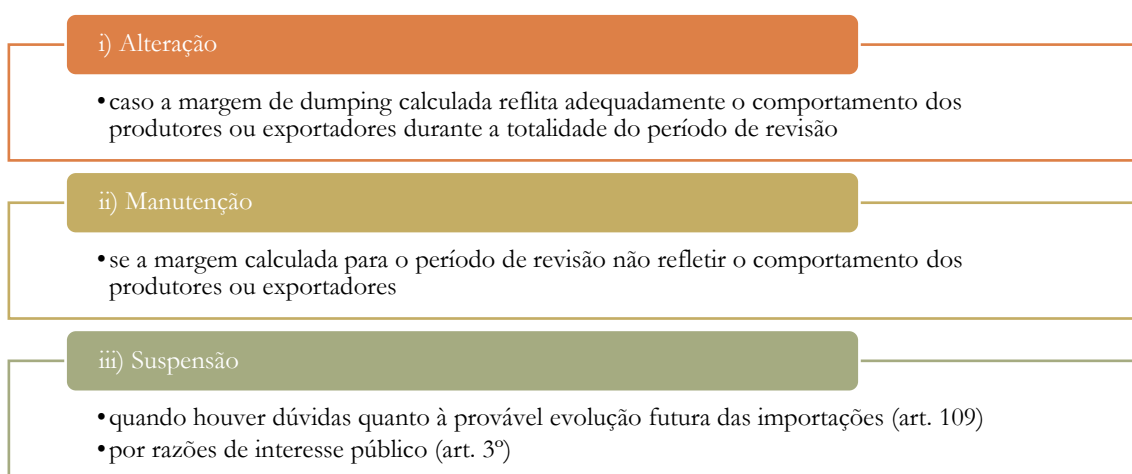 i) Alteração
• caso a margem de dumping calculada reflita adequadamente o comportamento dos
produtores ou exportadores durante a totalidade do período de revisão
ii) Manutenção
• se a margem calculada para o período de revisão não refletir o comportamento dos
produtores ou exportadores
iii) Suspensão
• quando houver dúvidas quanto à provável evolução futura das importações (art. 109)
• por razões de interesse público (art. 3º)